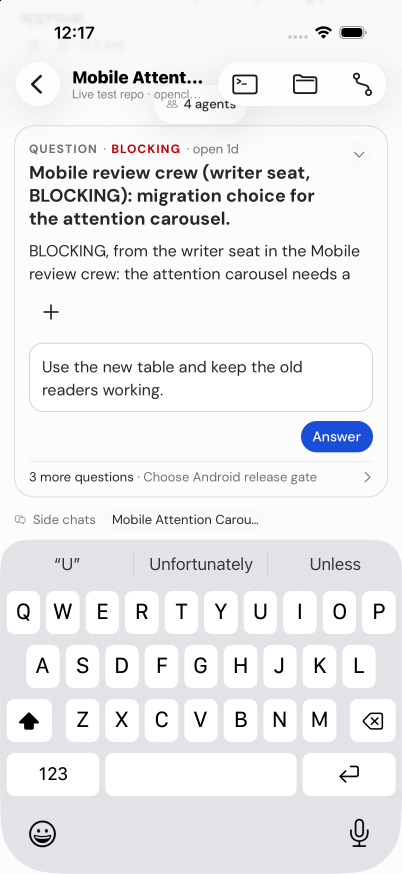 approval
12:17
Mobile Attent...
Live test repo · opencl...
4 agents
QUESTION · BLOCKING · open 1d
Mobile review crew (writer seat,
BLOCKING): migration choice for
the attention carousel.
BLOCKING, from the writer seat in the Mobile
review crew: the attention carousel needs a
Use the new table and keep the old
readers working.
Answer
3 more questions · Choose Android release gate
Side chats Mobile Attention Carou...
“U” Unfortunately Unless
Q W E R T Y U I O P
A S D F G H J K L
Z X C V B N M
123